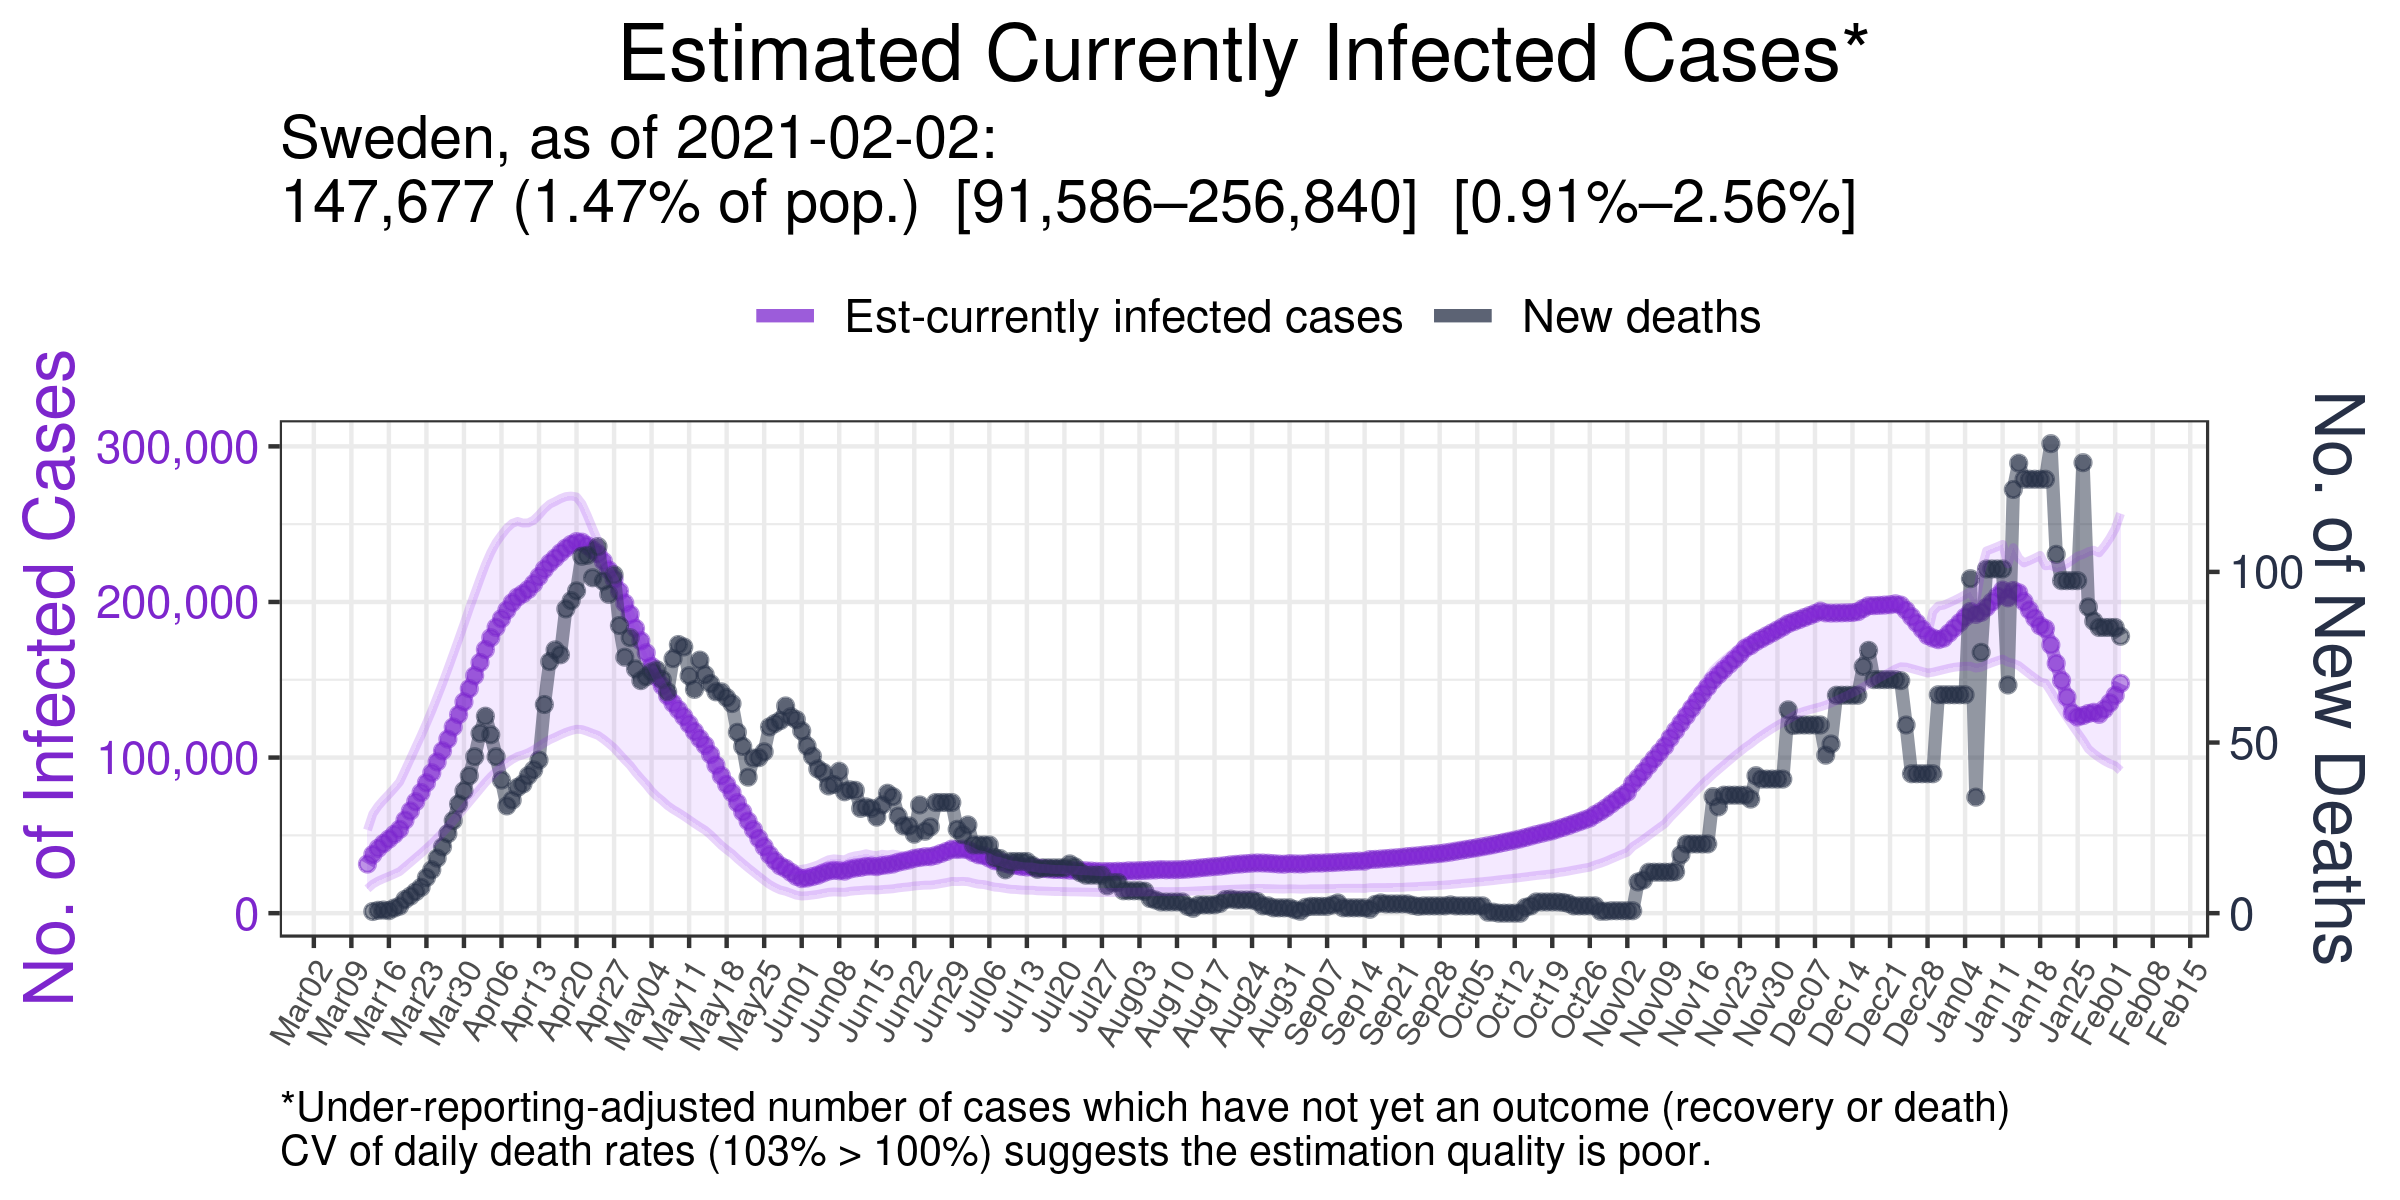 Estimated Currently Infected Cases*
Sweden, as of 2021-02-02:
147,677 (1.47% of pop.)  [91,586–256,840]  [0.91%–2.56%]
Est-currently infected cases
New deaths
No. of Infected Cases
300,000
200,000
100,000
0
100
50
0
No. of New Deaths
Mar02
Mar09
Mar16
Mar23
Mar30
Apr06
Apr13
Apr20
Apr27
May04
May11
May18
May25
Jun01
Jun08
Jun15
Jun22
Jun29
Jul06
Jul13
Jul20
Jul27
Aug03
Aug10
Aug17
Aug24
Aug31
Sep07
Sep14
Sep21
Sep28
Oct05
Oct12
Oct19
Oct26
Nov02
Nov09
Nov16
Nov23
Nov30
Dec07
Dec14
Dec21
Dec28
Jan04
Jan11
Jan18
Jan25
Feb01
Feb08
Feb15
*Under-reporting-adjusted number of cases which have not yet an outcome (recovery or death)
CV of daily death rates (103% > 100%) suggests the estimation quality is poor.